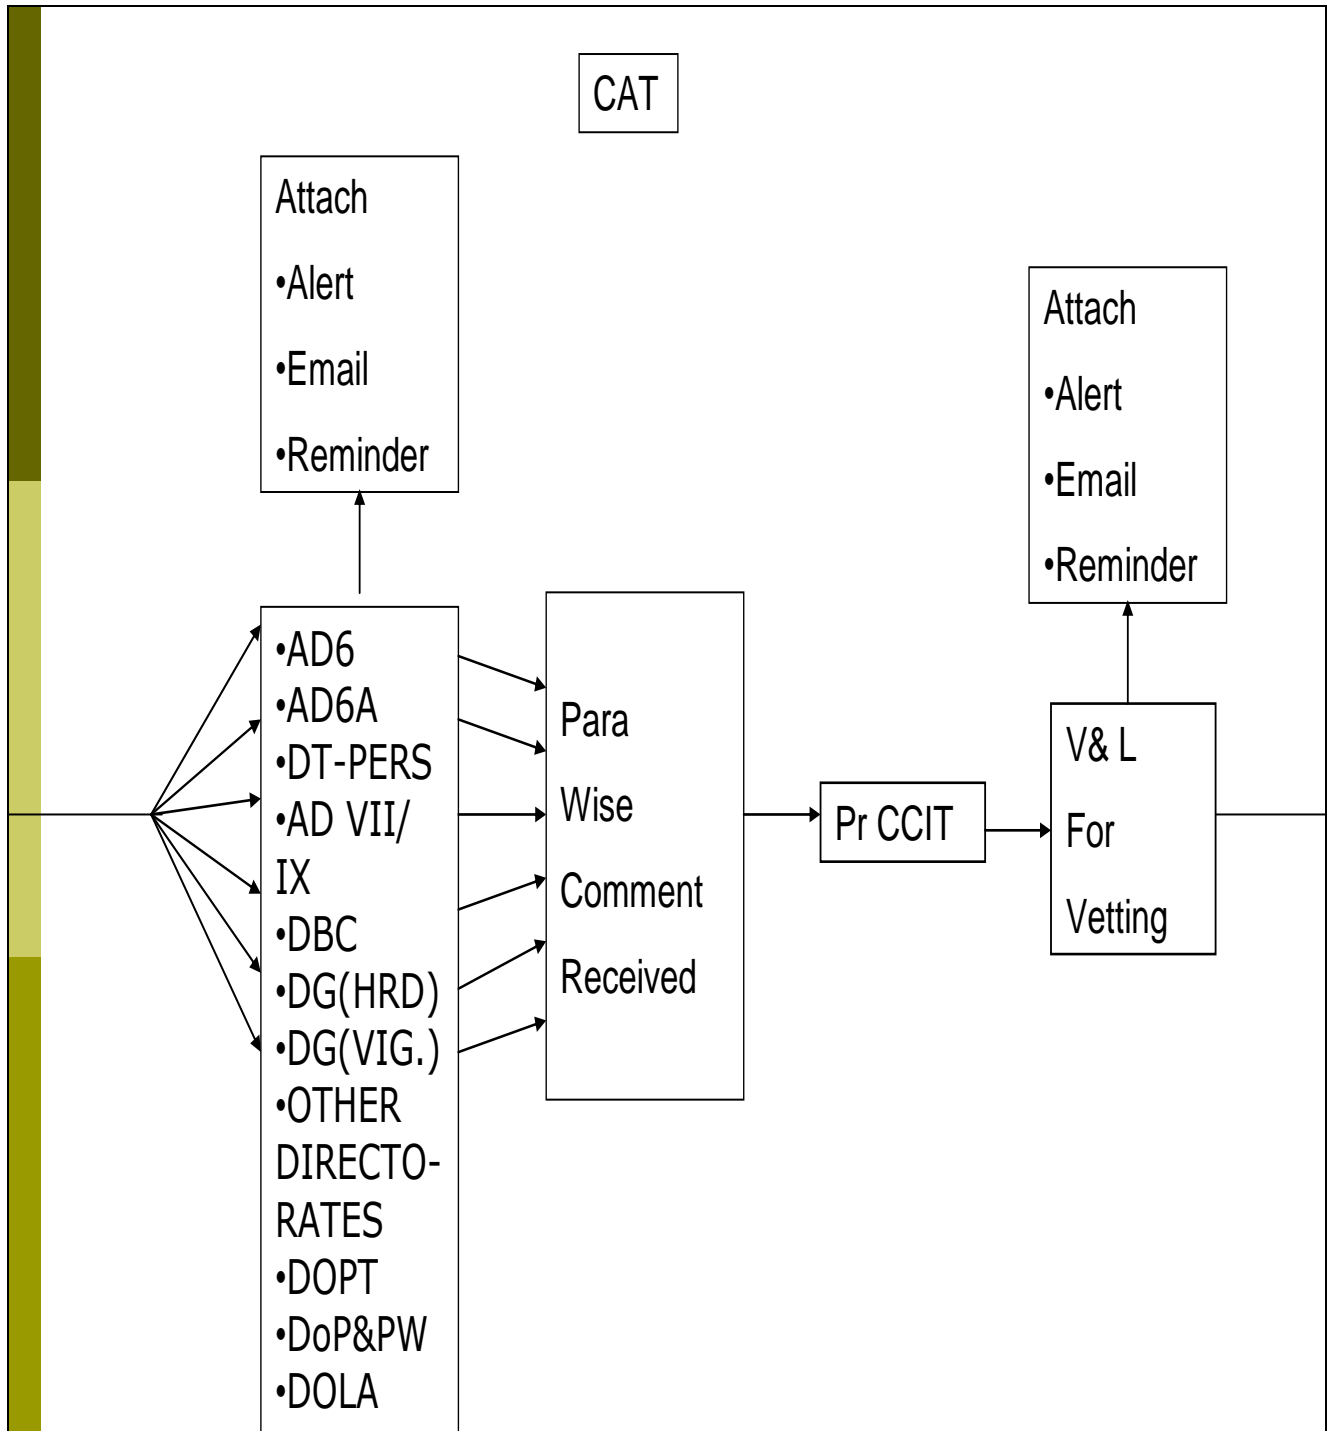 CAT
Attach
•Alert
•Email
•Reminder
Attach
•Alert
•Email
•Reminder
•AD6
•AD6A
•DT-PERS
•AD VII/
IX
•DBC
•DG(HRD)
•DG(VIG.)
•OTHER
DIRECTO-
RATES
•DOPT
•DoP&PW
•DOLA
Para
Wise
Comment
Received
Pr CCIT
V& L
For
Vetting